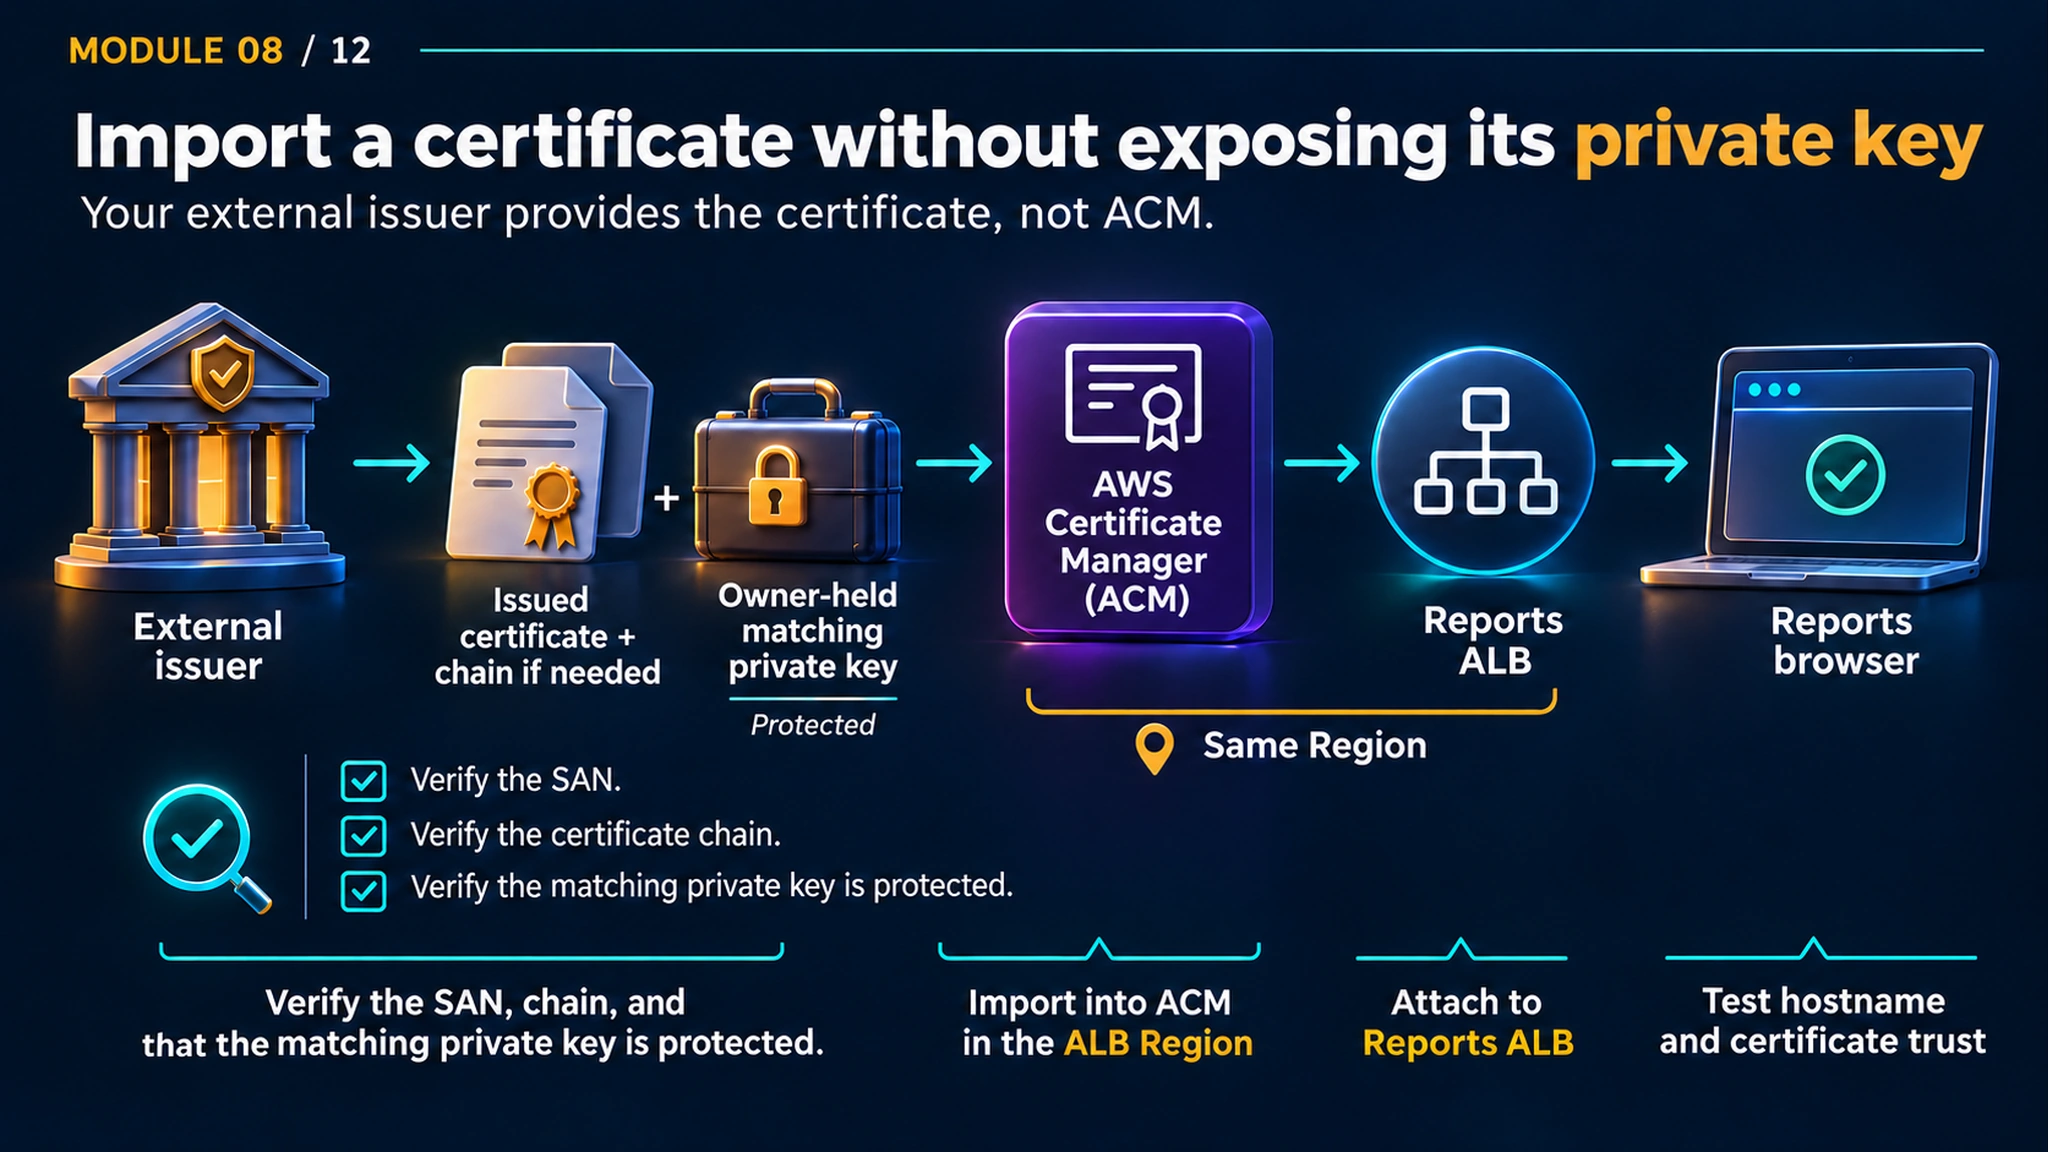 MODULE 08 / 12
Import a certificate without exposing its private key
Your external issuer provides the certificate, not ACM.
External
issuer
Issued
certificate +
chain if needed
+
Owner-held
matching
private key
Protected
AWS
Certificate
Manager
(ACM)
Reports
ALB
Reports
browser
Same Region
Verify the SAN.
Verify the certificate chain.
Verify the matching private key is protected.
Verify the SAN, chain, and
that the matching private key is protected.
Import into ACM
in the ALB Region
Attach to
Reports ALB
Test hostname
and certificate trust